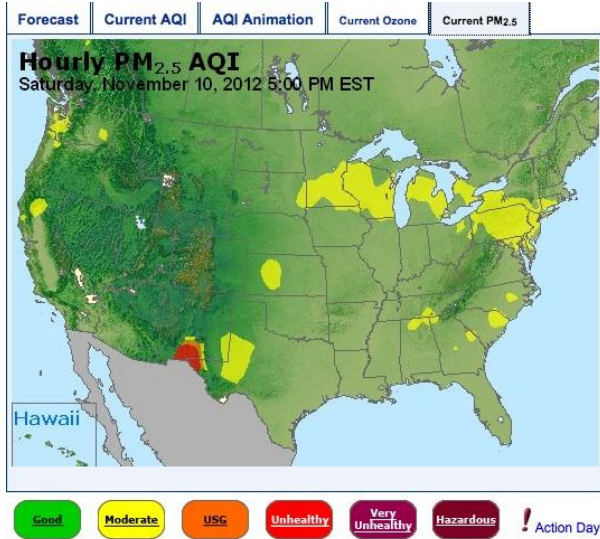 Forecast
Current AQI
AQI Animation
Current Ozone
Current PM2.5
Hourly PM2.5 AQI
Saturday, November 10, 2012 5:00 PM EST
Hawaii
Good
Moderate
USG
Unhealthy
Very
Unhealthy
Hazardous
! Action Day